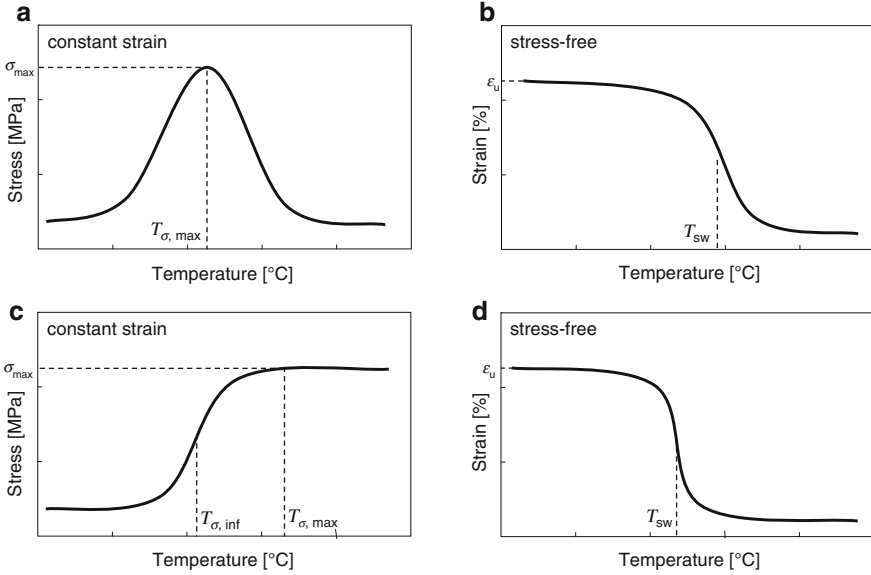 a
constant strain
σmax
Stress [MPa]
Tσ, max
Temperature [°C]
b
stress-free
εu
Strain [%]
Tsw
Temperature [°C]
c
constant strain
σmax
Stress [MPa]
Tσ, inf
Tσ, max
Temperature [°C]
d
stress-free
εu
Strain [%]
Tsw
Temperature [°C]